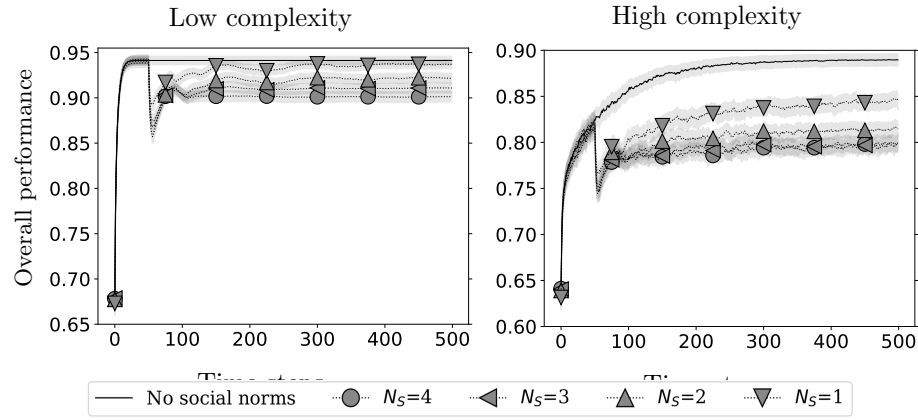 Low complexity
High complexity
Overall performance
0.95
0.90
0.85
0.80
0.75
0.70
0.65
0 100 200 300 400 500
0.90
0.85
0.80
0.75
0.70
0.65
0.60
0 100 200 300 400 500
No social norms N_S=4 N_S=3 N_S=2 N_S=1